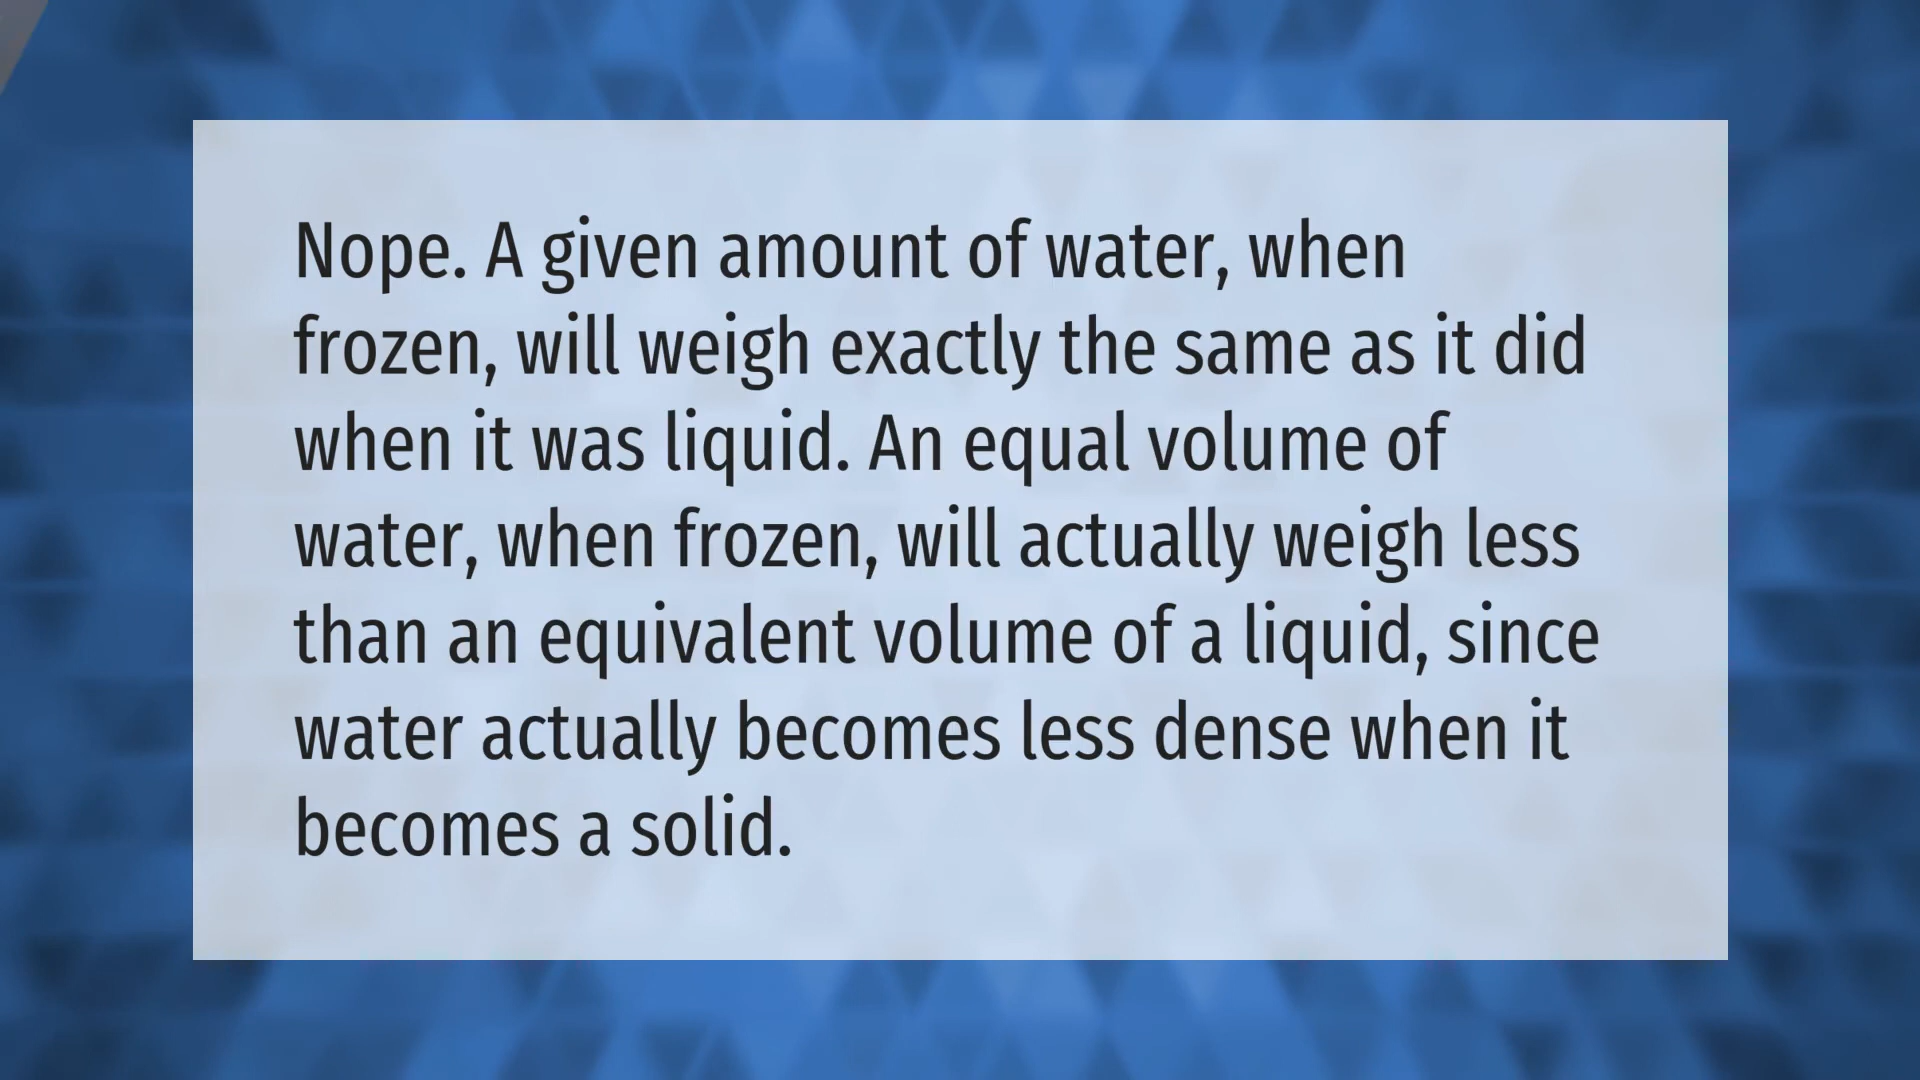 Nope. A given amount of water, when
frozen, will weigh exactly the same as it did
when it was liquid. An equal volume of
water, when frozen, will actually weigh less
than an equivalent volume of a liquid, since
water actually becomes less dense when it
becomes a solid.